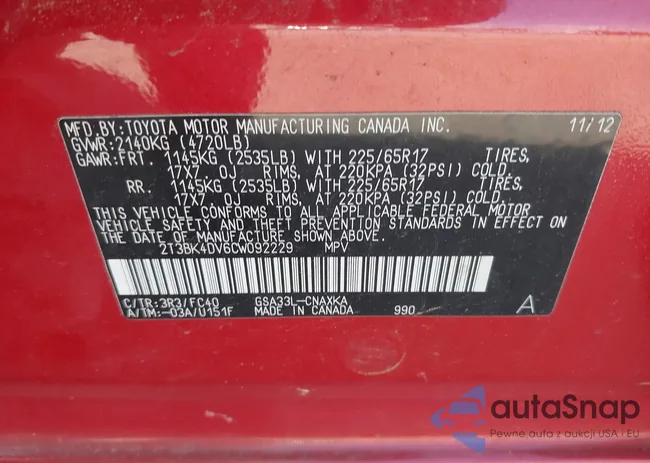 MFD.BY:TOYOTA MOTOR MANUFACTURING CANADA INC. 11/12
GVWR:2140KG (4720LB)
GAWR:FRT. 1145KG (2535LB) WITH 225/65R17 TIRES,
17X7.0J RIMS, AT 220KPA (32PSI) COLD.
RR. 1145KG (2535LB) WITH 225/65R17 TIRES,
17X7.0J RIMS, AT 220KPA (32PSI) COLD.
THIS VEHICLE CONFORMS TO ALL APPLICABLE FEDERAL MOTOR
VEHICLE SAFETY AND THEFT PREVENTION STANDARDS IN EFFECT ON
THE DATE OF MANUFACTURE SHOWN ABOVE.
2T3BK4DV6CW092229 MPV
C/TR:3R3/FC40 GSA33L-CNAXKA
A/TM:-03A/U151F MADE IN CANADA 990 A
autaSnap
Pewne auta z aukcji USA i EU